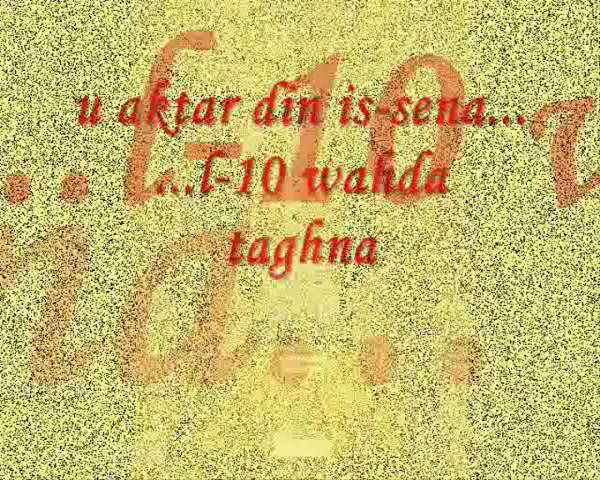 u aktar din is-sena...
...l-10 wahda
taghna